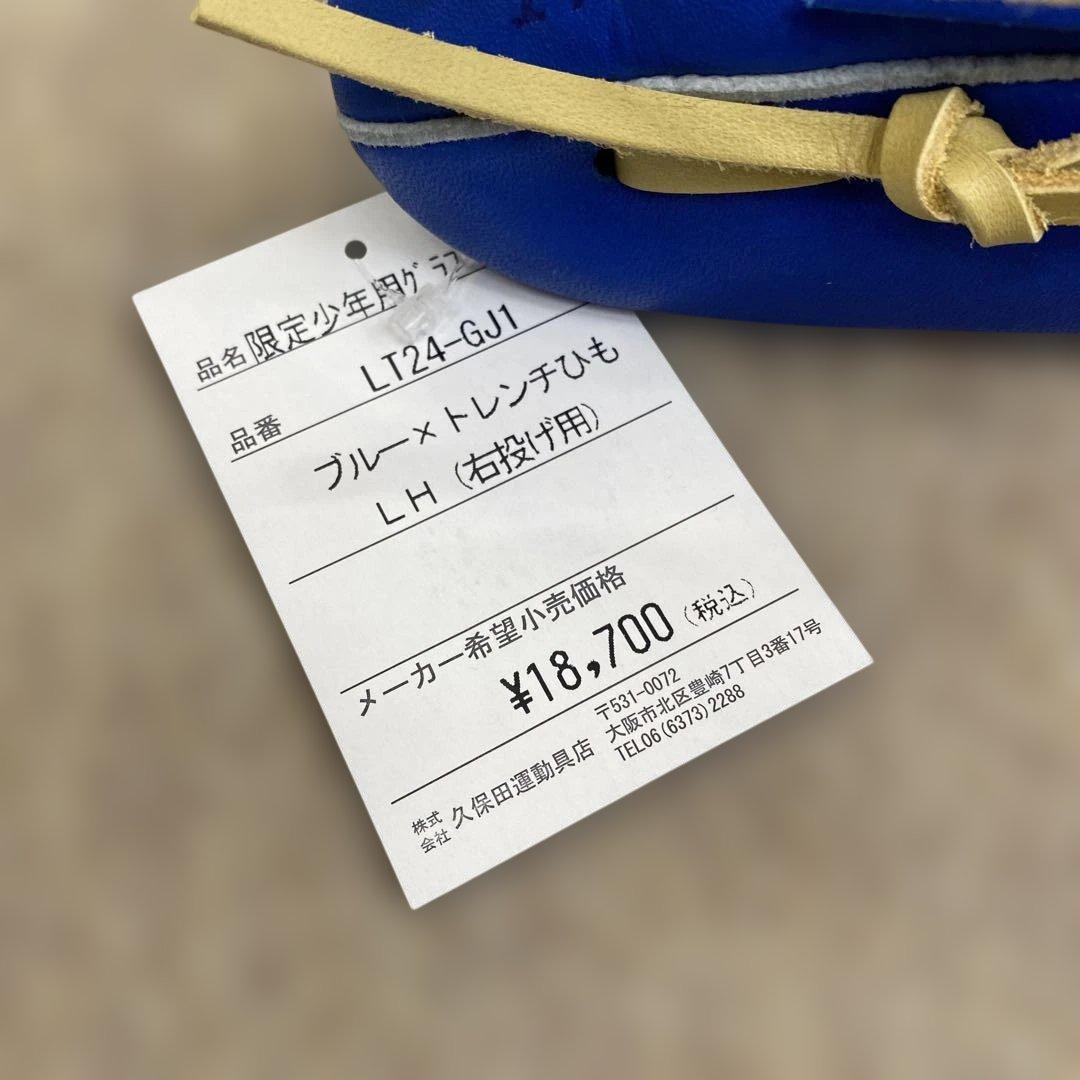 品名 限定少年用グラブ
品番 LT24-GJ1
ブルー×トレンチひも
LH (右投げ用)
メーカー希望小売価格
¥18,700 (税込)
株式会社 久保田運動具店
〒531-0072
大阪市北区豊崎7丁目3番17号
TEL06(6373)2288